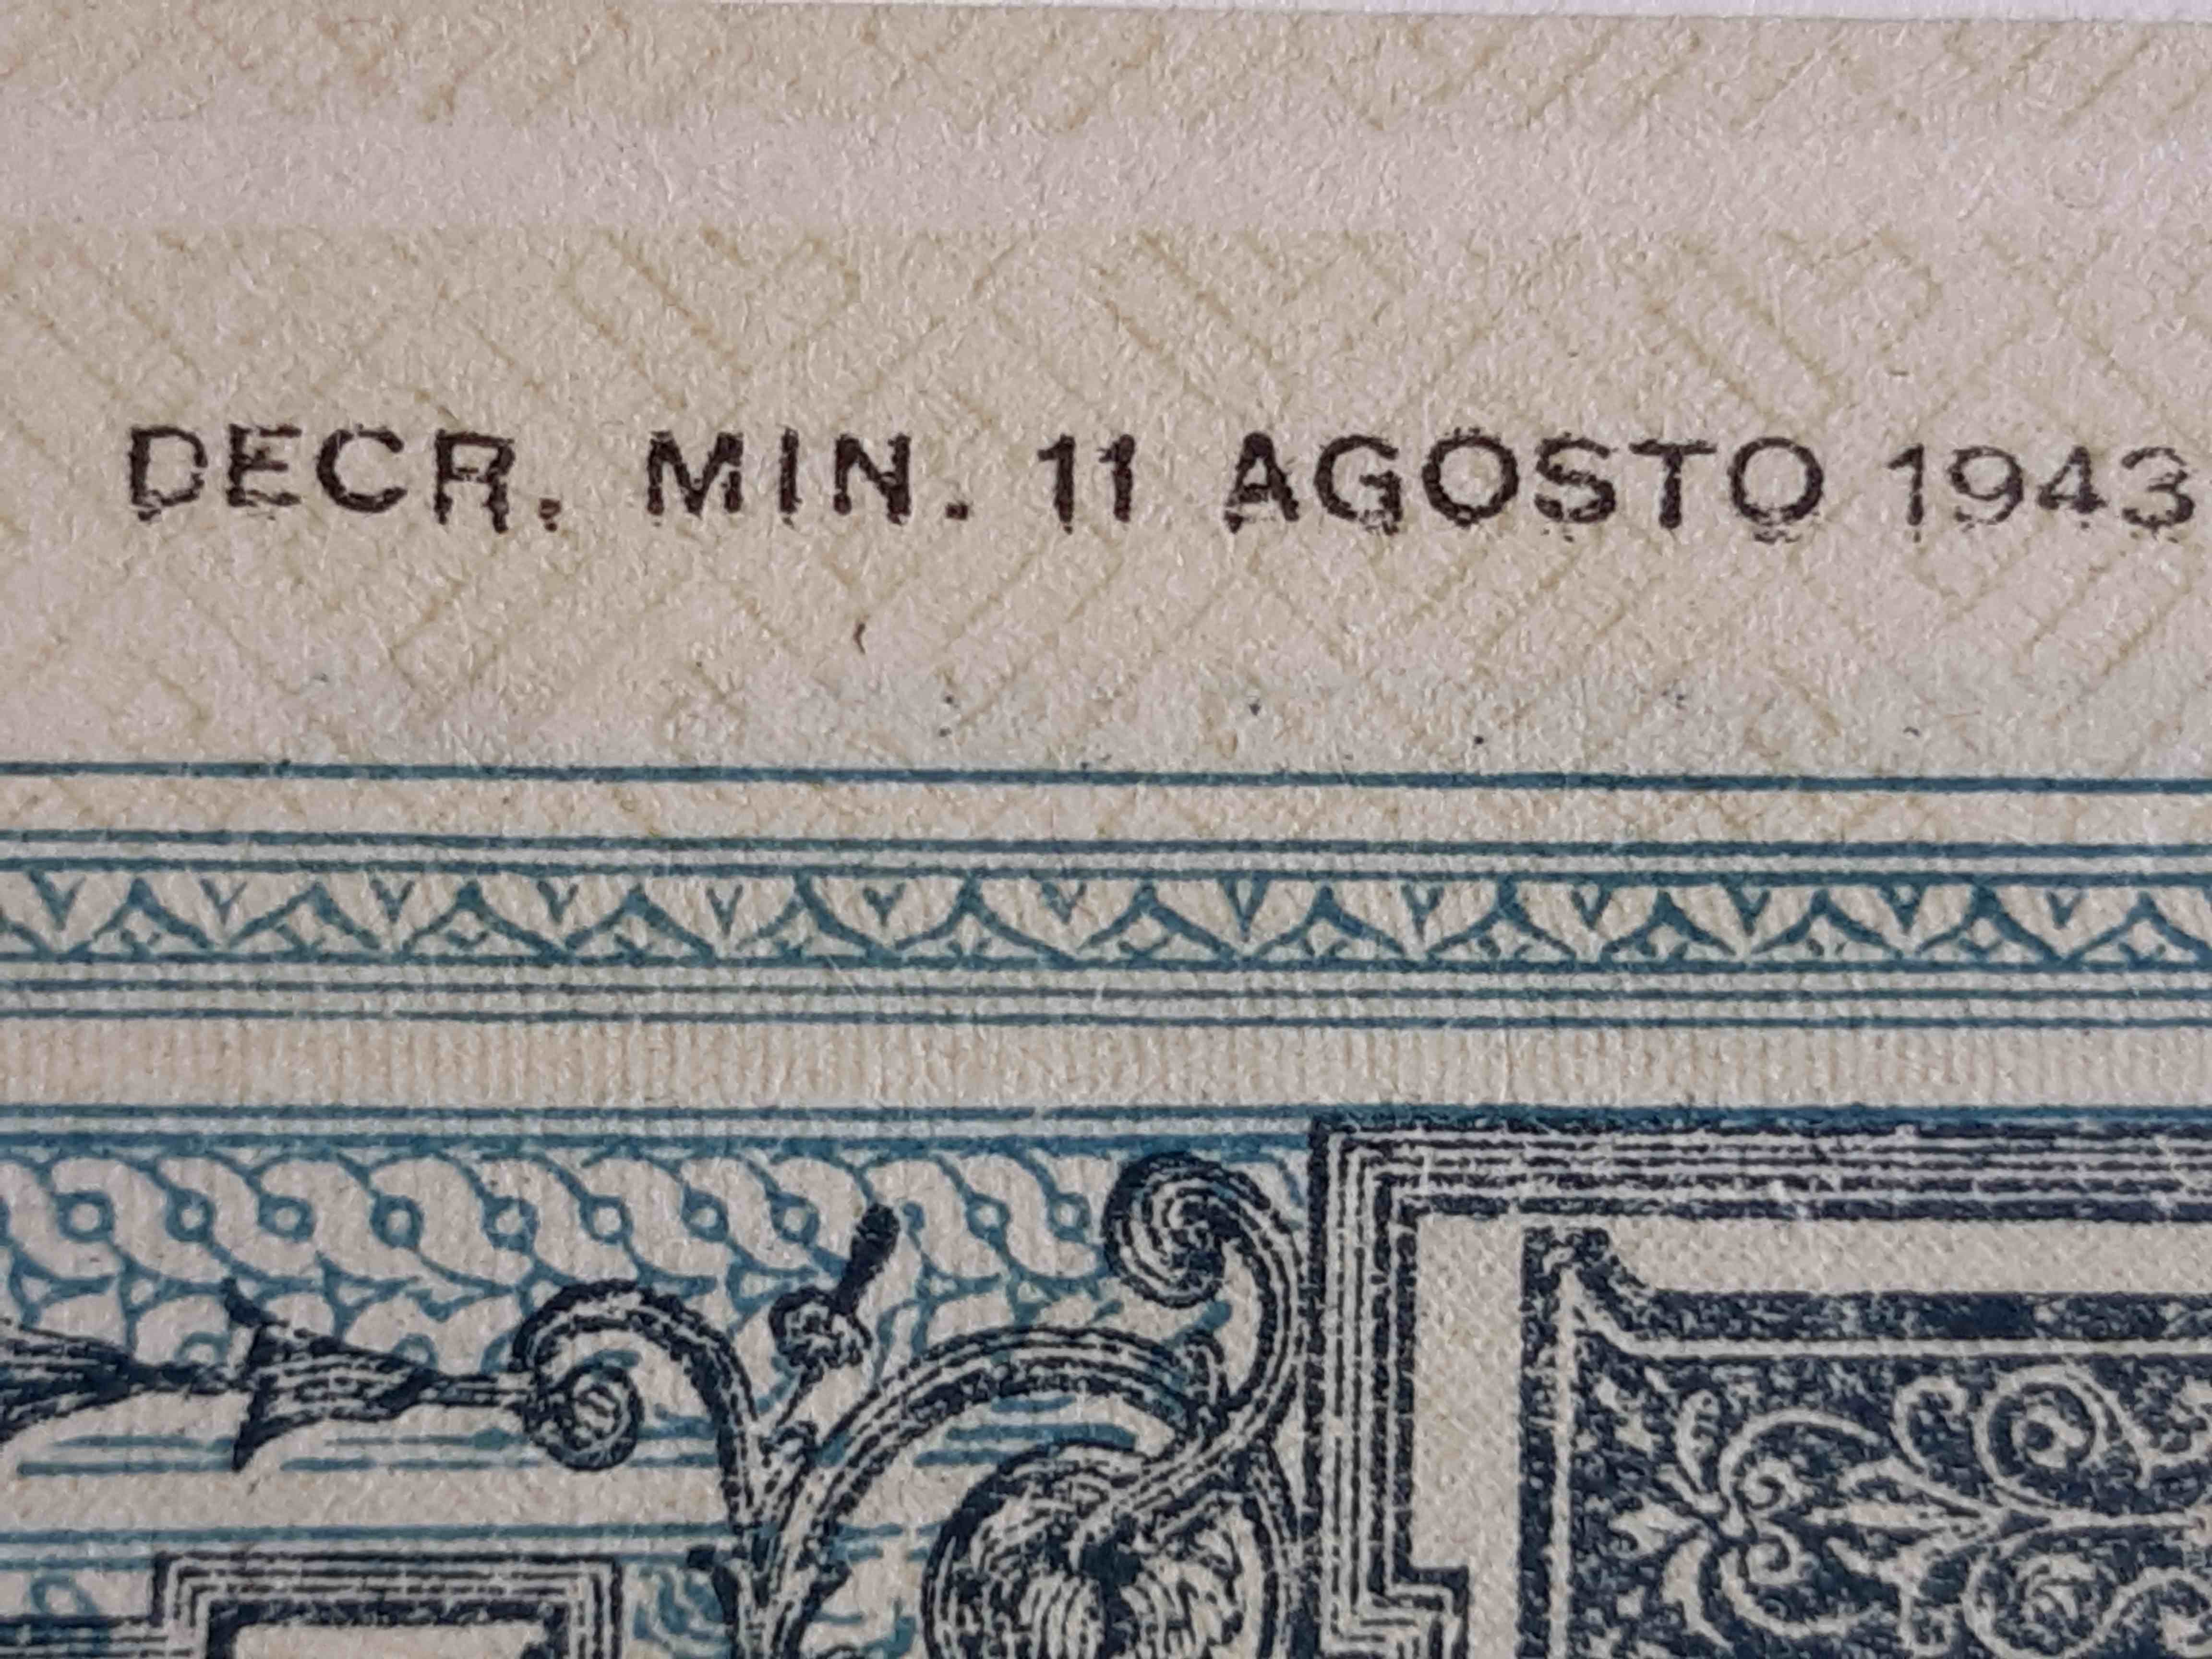 DECR. MIN. 11 AGOSTO 1943